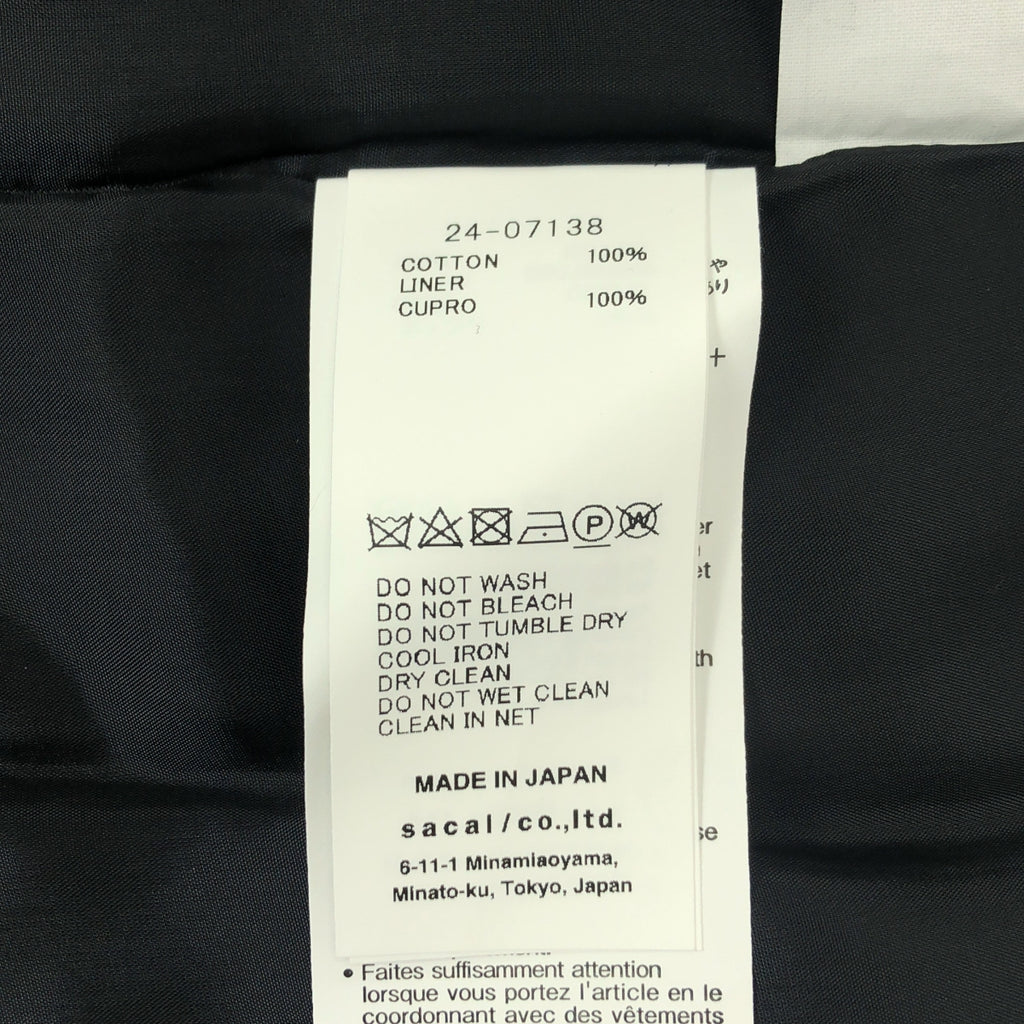 24-07138
COTTON 100%
LINER
CUPRO 100%
P
W
DO NOT WASH
DO NOT BLEACH
DO NOT TUMBLE DRY
COOL IRON
DRY CLEAN
DO NOT WET CLEAN
CLEAN IN NET
MADE IN JAPAN
sacal/co.,ltd.
6-11-1 Minamiaoyama,
Minato-ku, Tokyo, Japan
• Faites suffisamment attention
lorsque vous portez l'article en le
coordonnant avec des vêtements